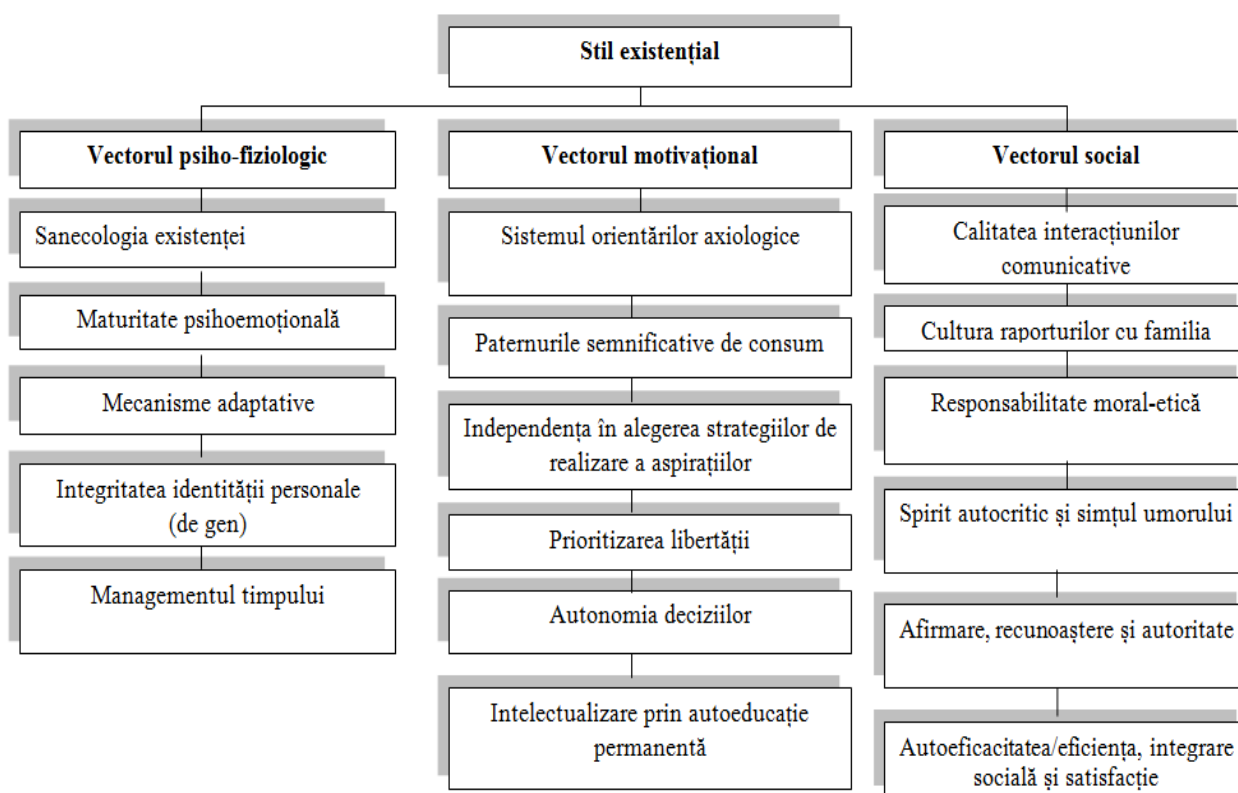 Stil existențial
Vectorul psiho-fiziologic
Sanecologia existenței
Maturitate psihoemoțională
Mecanisme adaptative
Integritatea identității personale
(de gen)
Managementul timpului
Vectorul motivațional
Sistemul orientărilor axiologice
Paternurile semnificative de consum
Independența în alegerea strategiilor de
realizare a aspirațiilor
Prioritizarea libertății
Autonomia deciziilor
Intelectualizare prin autoeducație
permanentă
Vectorul social
Calitatea interacțiunilor
comunicative
Cultura raporturilor cu familia
Responsabilitate moral-etică
Spirit autocritic și simțul umorului
Afirmare, recunoaștere și autoritate
Autoeficacitatea/eficiența, integrare
socială și satisfacție